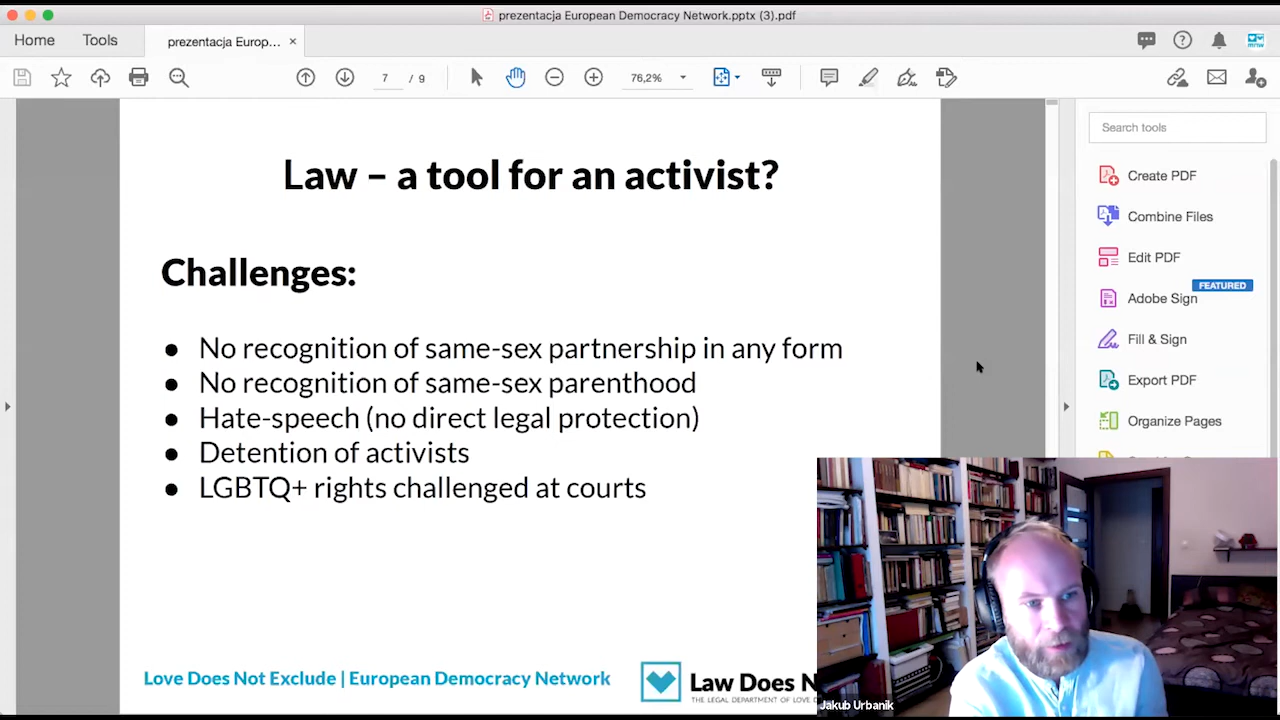 prezentacja European Democracy Network.pptx (3).pdf
Home
Tools
prezentacja Europ...
7 / 9
76,2%
Search tools
Law – a tool for an activist?
Create PDF
Combine Files
Challenges:
Edit PDF
FEATURED
Adobe Sign
Fill & Sign
● No recognition of same-sex partnership in any form
● No recognition of same-sex parenthood
Export PDF
● Hate-speech (no direct legal protection)
Organize Pages
● Detention of activists
● LGBTQ+ rights challenged at courts
Love Does Not Exclude | European Democracy Network
Law Does N
THE LEGAL DEPARTMENT OF LOVE D
Jakub Urbanik